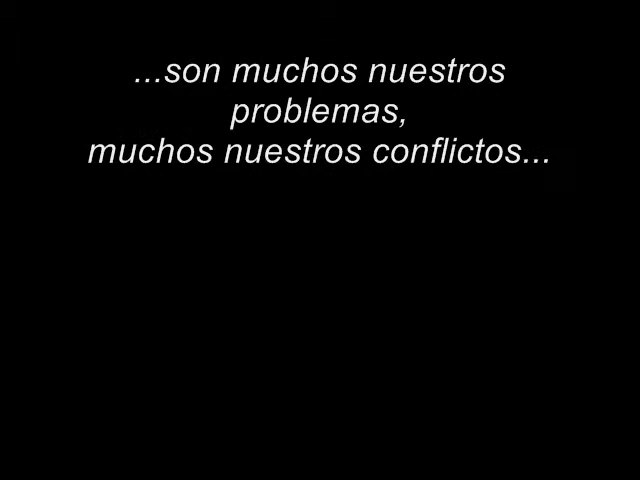 ...son muchos nuestros
problemas,
muchos nuestros conflictos...